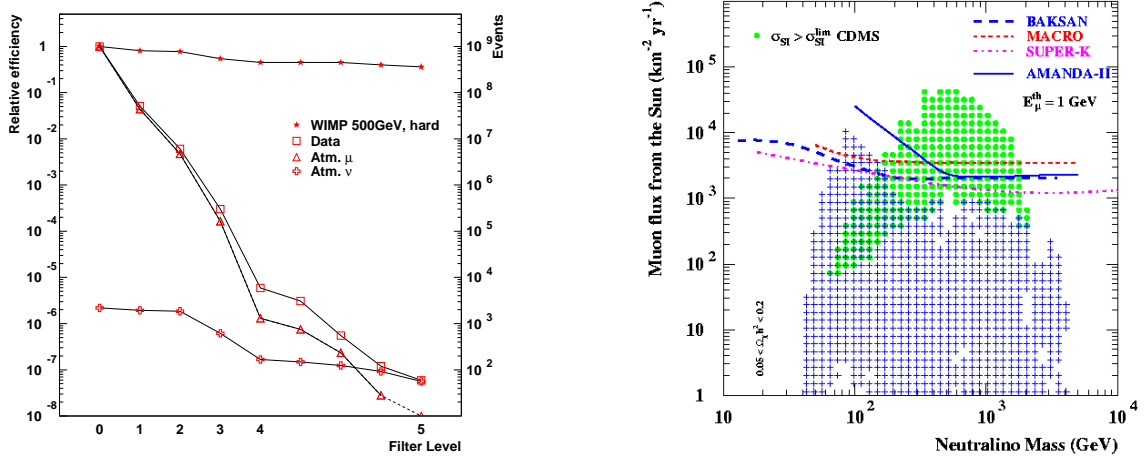 Relative efficiency
1
10 -1
10 -2
10 -3
10 -4
10 -5
10 -6
10 -7
10 -8
0 1 2 3 4 5
Filter Level
Events
10 9
10 8
10 7
10 6
10 5
10 4
10 3
10 2
WIMP 500GeV, hard
Data
Atm. μ
Atm. ν
Muon flux from the Sun (km-2 yr-1)
10 5
10 4
10 3
10 2
10
1
10 10 2 10 3 10 4
Neutralino Mass (GeV)
σSI > σSI lim CDMS
BAKSAN
MACRO
SUPER-K
AMANDA-II
Eμ th = 1 GeV
0.05 < Ωχ h2 < 0.2